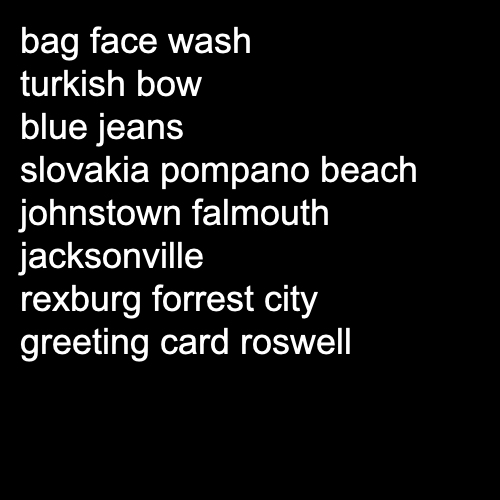 bag face wash
turkish bow
blue jeans
slovakia pompano beach
johnstown falmouth
jacksonville
rexburg forrest city
greeting card roswell